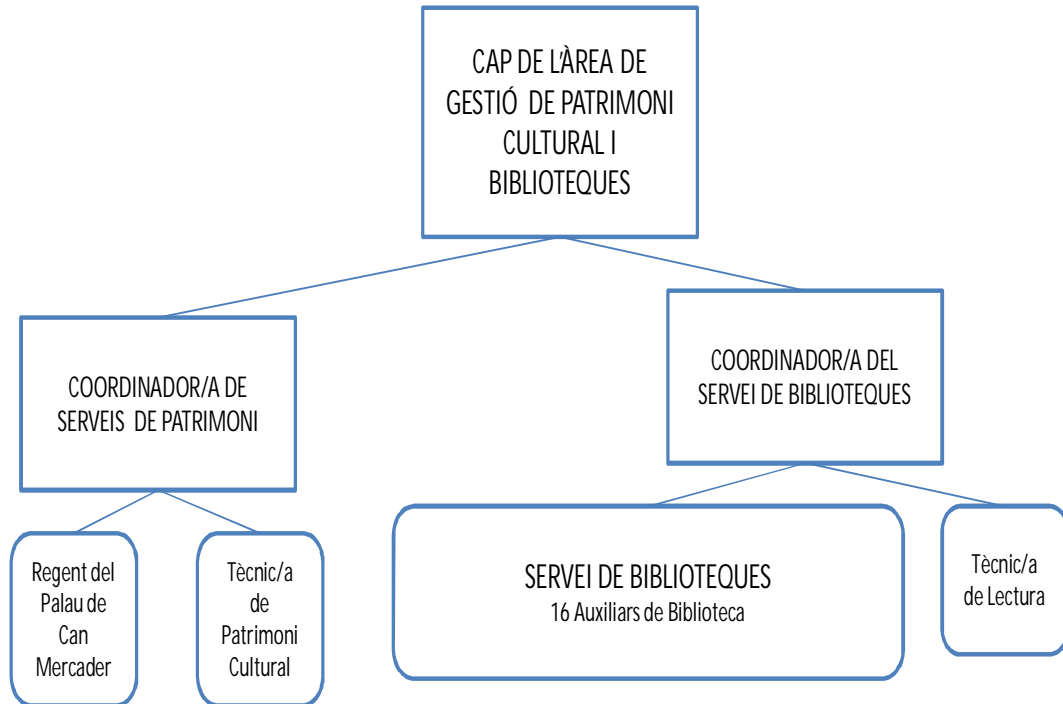 CAP DE L'ÀREA DE
GESTIÓ DE PATRIMONI
CULTURAL I
BIBLIOTEQUES
COORDINADOR/A DE
SERVEIS DE PATRIMONI
COORDINADOR/A DEL
SERVEI DE BIBLIOTEQUES
Regent del
Palau de
Can
Mercader
Tècnic/a
de
Patrimoni
Cultural
SERVEI DE BIBLIOTEQUES
16 Auxiliars de Biblioteca
Tècnic/a
de Lectura